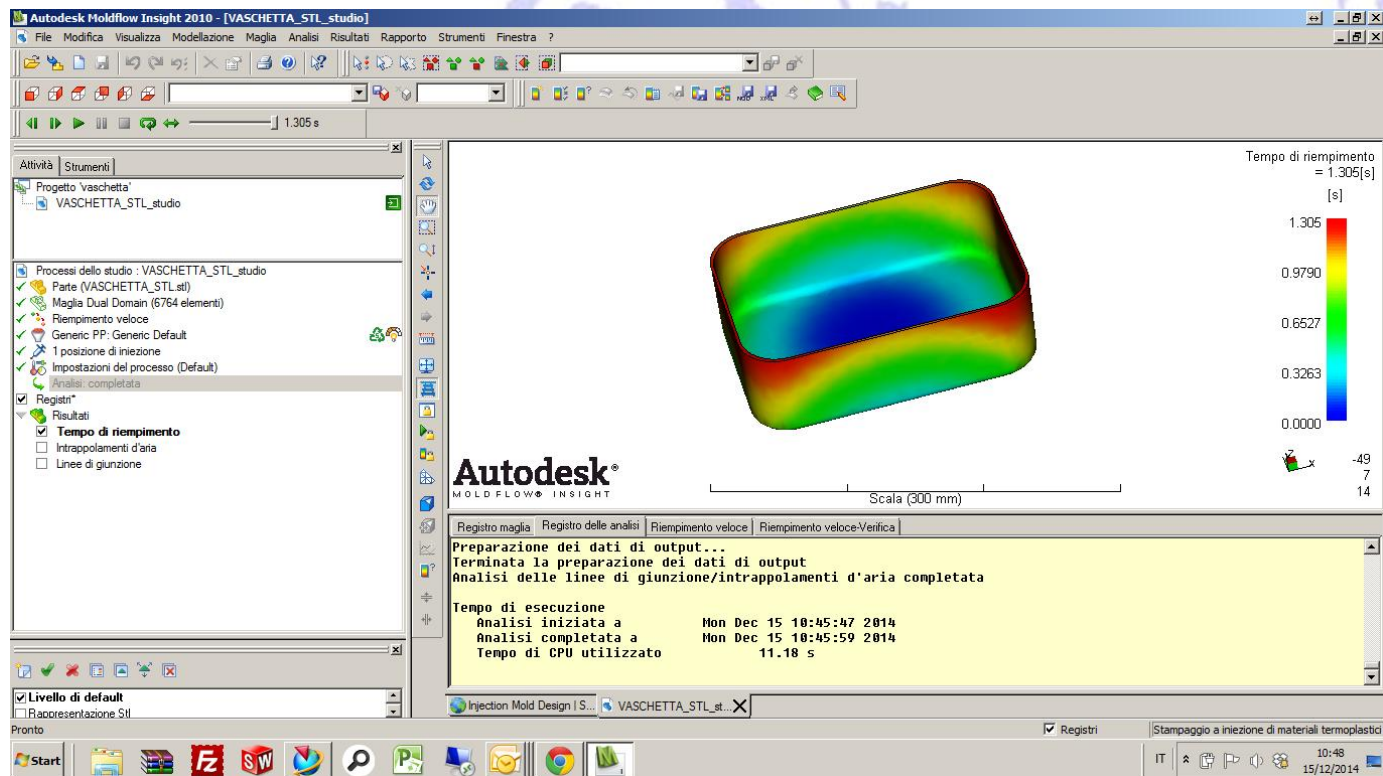 Autodesk Moldflow Insight 2010 - [VASCHETTA_STL_studio]
File Modifica Visualizza Modellazione Maglia Analisi Risultati Rapporto Strumenti Finestra ?
1.305 s
Attività Strumenti
Progetto 'vaschetta'
VASCHETTA_STL_studio
Processi dello studio : VASCHETTA_STL_studio
Parte (VASCHETTA_STL.stl)
Maglia Dual Domain (6764 elementi)
Riempimento veloce
Generic PP: Generic Default
1 posizione di iniezione
Impostazioni del processo (Default)
Analisi: completata
Registri*
Risultati
Tempo di riempimento
Intrappolamenti d'aria
Linee di giunzione
Livello di default
Rappresentazione Stl
Tempo di riempimento
= 1.305[s]
[s]
1.305
0.9790
0.6527
0.3263
0.0000
Z
x
-49
7
14
Autodesk®
MOLDFLOW® INSIGHT
Scala (300 mm)
Registro maglia Registro delle analisi Riempimento veloce Riempimento veloce-Verifica
Preparazione dei dati di output...
Terminata la preparazione dei dati di output
Analisi delle linee di giunzione/intrappolamenti d'aria completata
Tempo di esecuzione
Analisi iniziata a Mon Dec 15 10:45:47 2014
Analisi completata a Mon Dec 15 10:45:59 2014
Tempo di CPU utilizzato 11.18 s
Injection Mold Design | S... VASCHETTA_STL_st...
Pronto
Registri
Stampaggio a iniezione di materiali termoplastici
Start
IT
10:48
15/12/2014